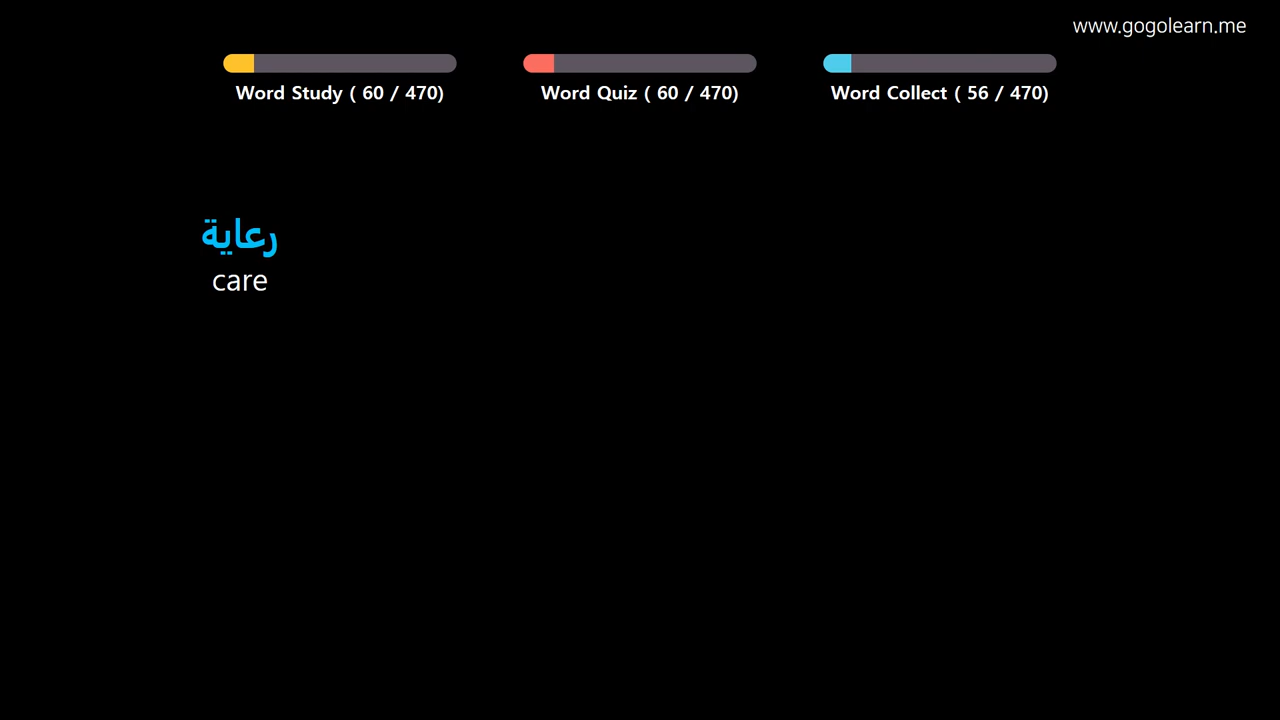 www.gogolearn.me
Word Study ( 60 / 470)
Word Quiz ( 60 / 470)
Word Collect ( 56 / 470)
رعاية
care